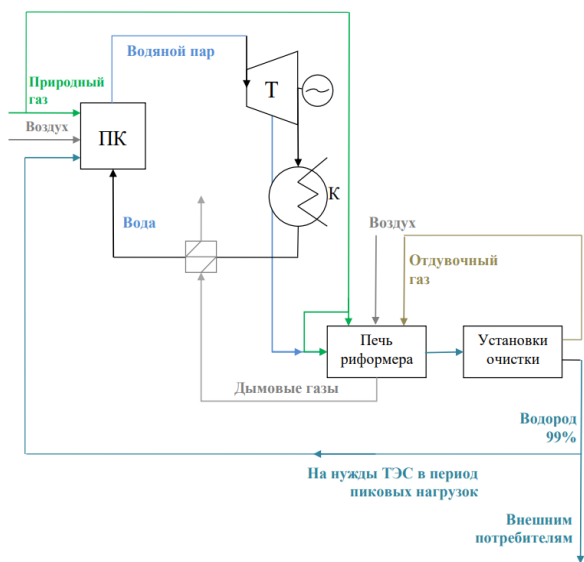 Водяной пар
Природный
газ
Т
Воздух
ПК
К
Вода
Воздух
Отдувочный
газ
Печь
риформера
Установки
очистки
Дымовые газы
Водород
99%
На нужды ТЭС в период
пиковых нагрузок
Внешним
потребителям